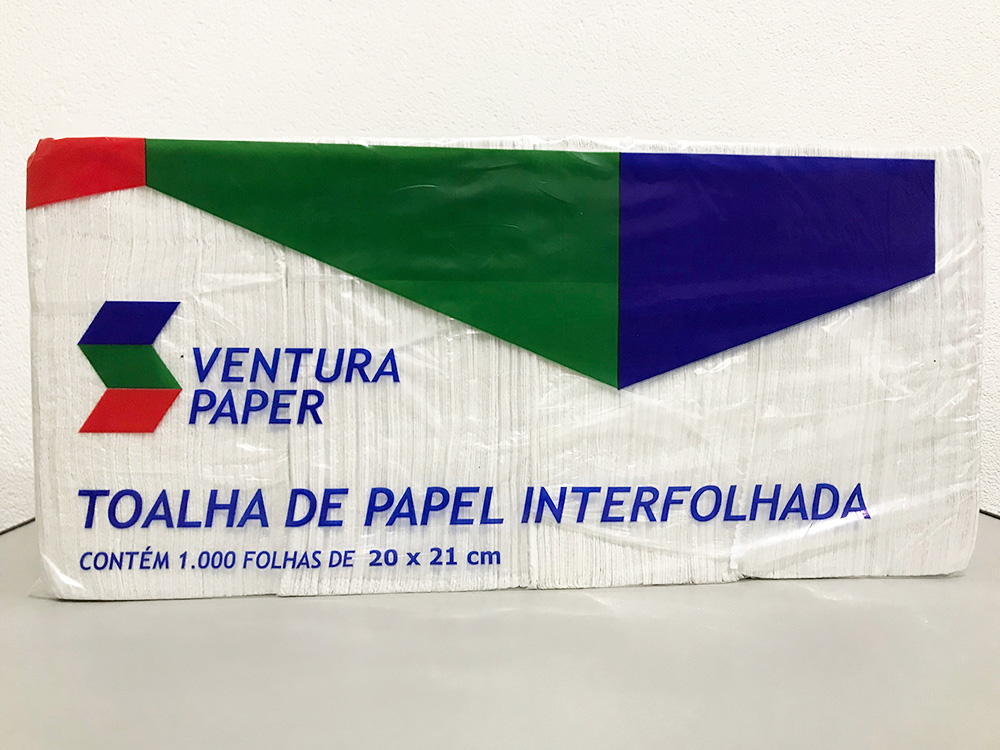 VENTURA
PAPER
TOALHA DE PAPEL INTERFOLHADA
CONTÉM 1.000 FOLHAS DE 20 x 21 cm